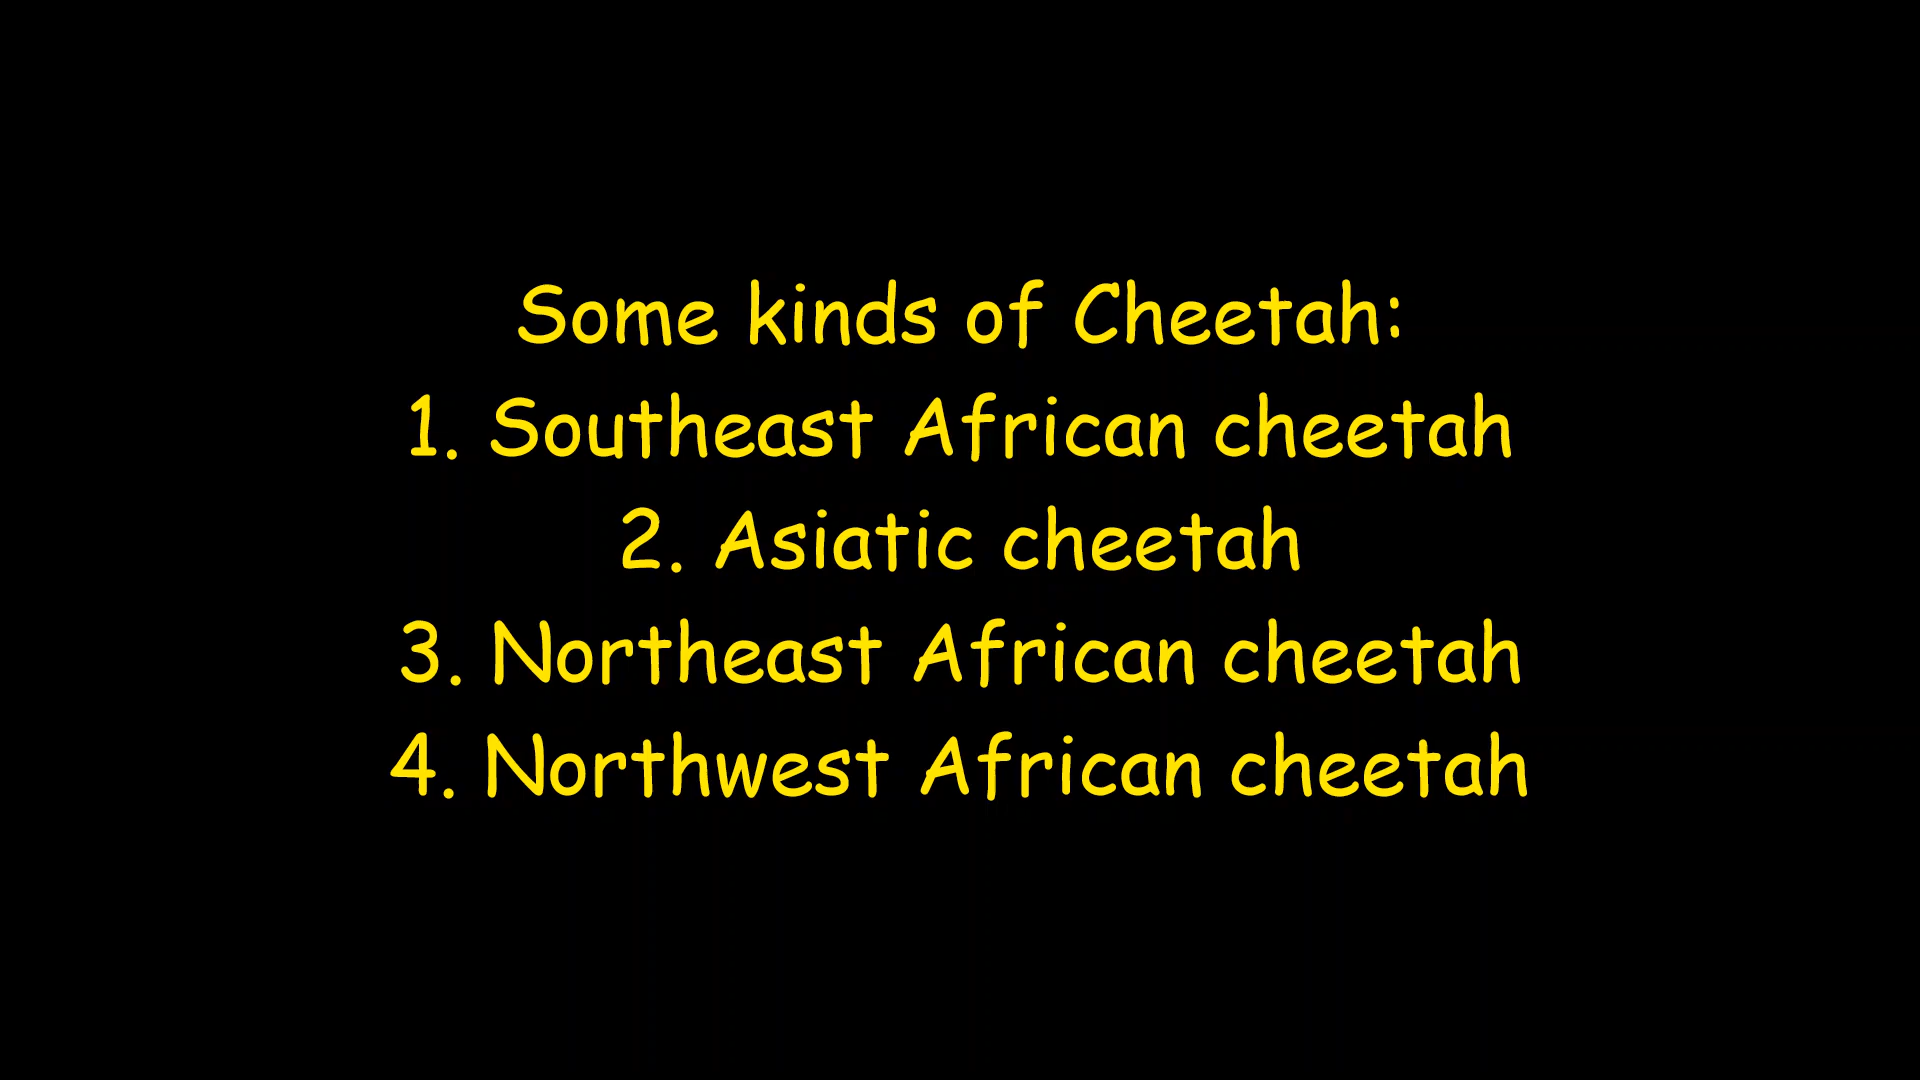 Some kinds of Cheetah:
1. Southeast African cheetah
2. Asiatic cheetah
3. Northeast African cheetah
4. Northwest African cheetah